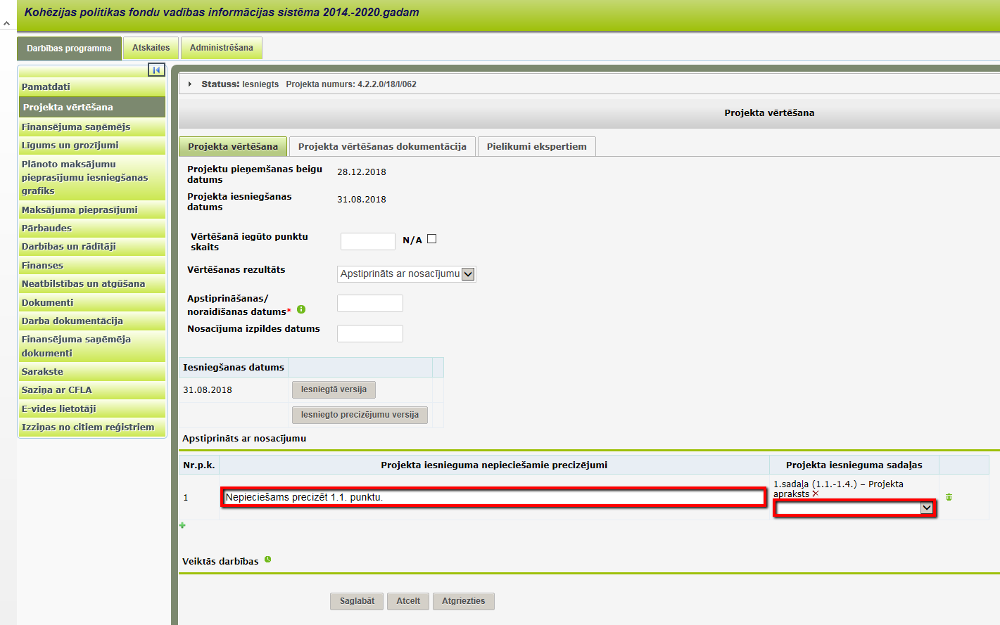 Kohēzijas politikas fondu vadības informācijas sistēma 2014.-2020.gadam
Darbības programma
Atskaites
Administrēšana
Pamatdati
Projekta vērtēšana
Finansējuma saņēmējs
Līgums un grozījumi
Plānoto maksājumu
pieprasījumu iesniegšanas
grafiks
Maksājuma pieprasījumi
Pārbaudes
Darbības un rādītāji
Finanses
Neatbilstības un atgūšana
Dokumenti
Darba dokumentācija
Finansējuma saņēmēja
dokumenti
Sarakste
Saziņa ar CFLA
E-vides lietotāji
Izziņas no citiem reģistriem
Statuss: Iesniegts Projekta numurs: 4.2.2.0/18/I/062
Projekta vērtēšana
Projekta vērtēšana
Projekta vērtēšanas dokumentācija
Pielikumi ekspertiem
Projektu pieņemšanas beigu
datums
28.12.2018
Projekta iesniegšanas
datums
31.08.2018
Vērtēšanā iegūto punktu
skaits
N/A
Vērtēšanas rezultāts
Apstiprināts ar nosacījumu
Apstiprināšanas/
noraidīšanas datums*
Nosacījuma izpildes datums
Iesniegšanas datums
31.08.2018
Iesniegtā versija
Iesniegto precizējumu versija
Apstiprināts ar nosacījumu
Nr.p.k.
Projekta iesnieguma nepieciešamie precizējumi
Projekta iesnieguma sadaļas
1
Nepieciešams precizēt 1.1. punktu.
1.sadaļa (1.1.-1.4.) – Projekta
apraksts
Veiktās darbības
Saglabāt
Atcelt
Atgriezties